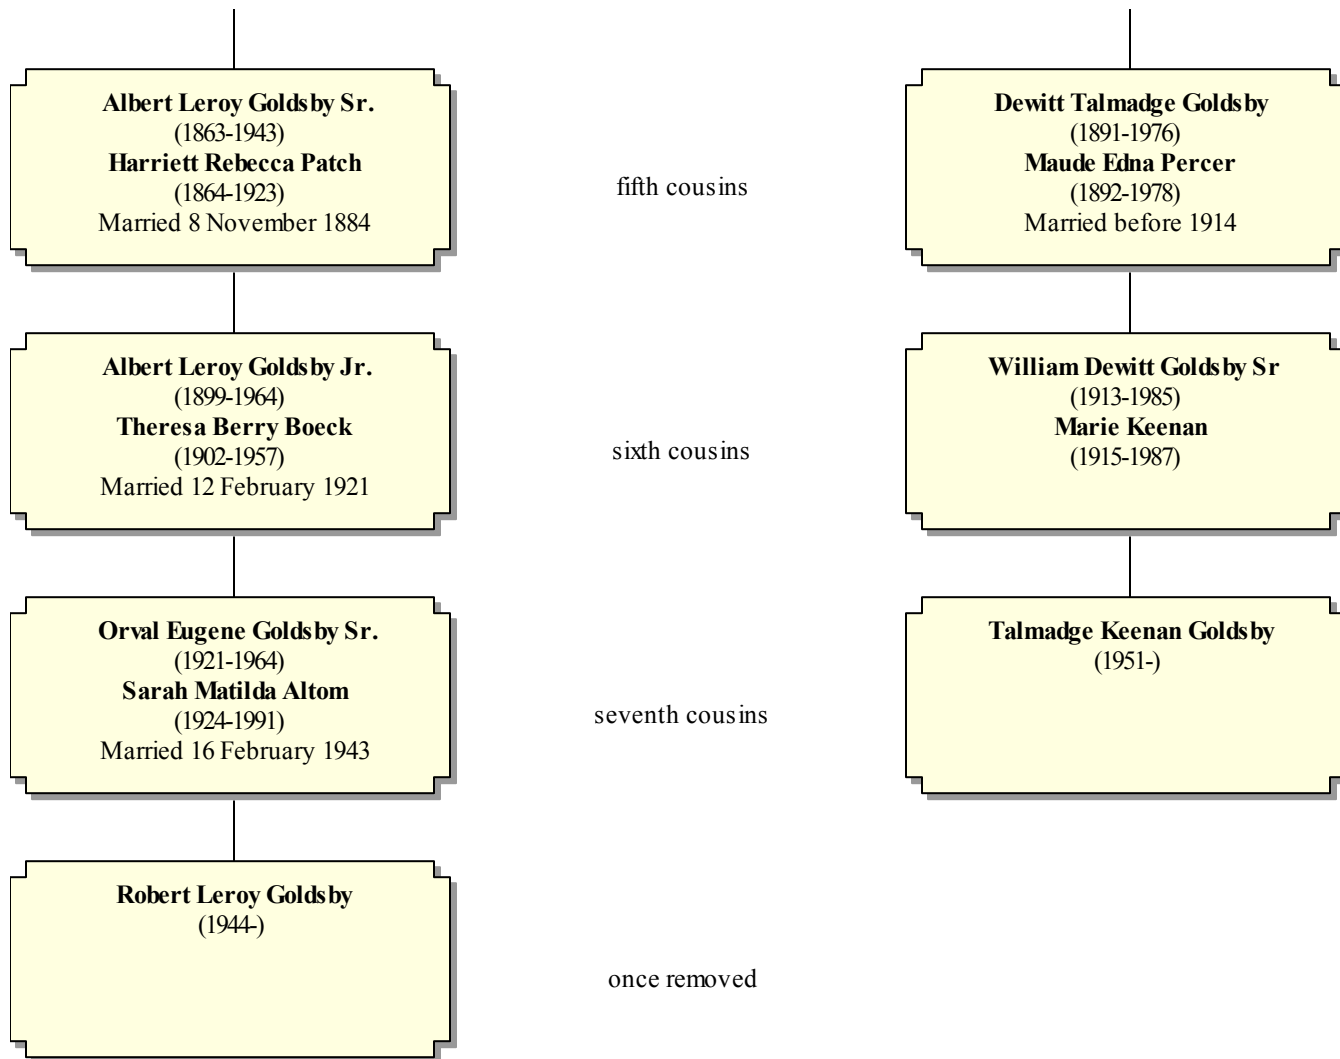 Albert Leroy Goldsby Sr.
(1863-1943)
Harriett Rebecca Patch
(1864-1923)
Married 8 November 1884
fifth cousins
Dewitt Talmadge Goldsby
(1891-1976)
Maude Edna Percer
(1892-1978)
Married before 1914
Albert Leroy Goldsby Jr.
(1899-1964)
Theresa Berry Boeck
(1902-1957)
Married 12 February 1921
sixth cousins
William Dewitt Goldsby Sr
(1913-1985)
Marie Keenan
(1915-1987)
Orval Eugene Goldsby Sr.
(1921-1964)
Sarah Matilda Altom
(1924-1991)
Married 16 February 1943
seventh cousins
Talmadge Keenan Goldsby
(1951-)
Robert Leroy Goldsby
(1944-)
once removed